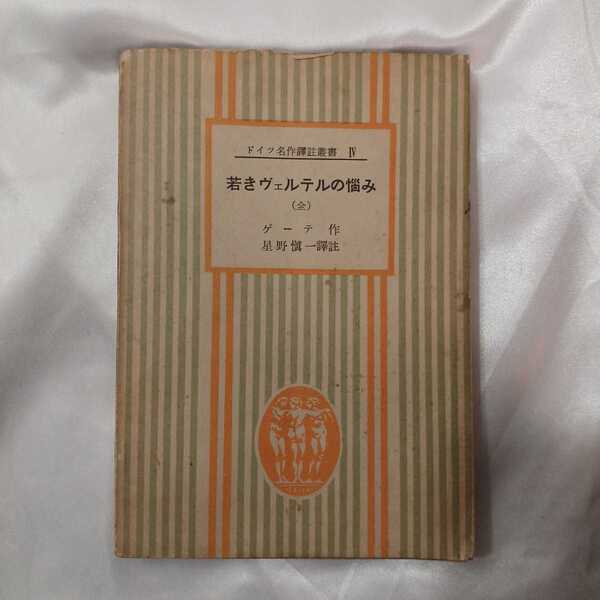 ドイツ名作譯註叢書 Ⅳ
若きヴェルテルの悩み
(全)
ゲーテ 作
星野愼一譯註